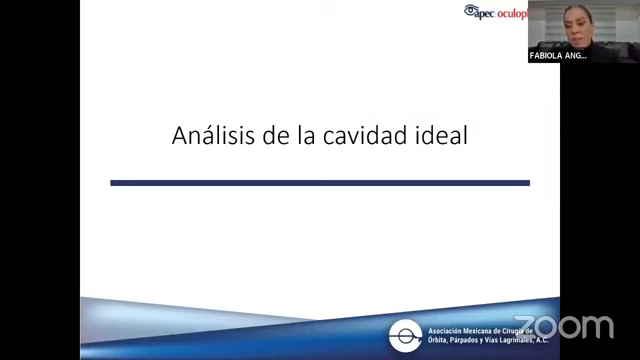 apec oculopl
FABIOLA ANG...
Análisis de la cavidad ideal
Asociación Mexicana de Cirugía de
Órbita, Párpados y Vías Lagrimales, A.C.
zoom